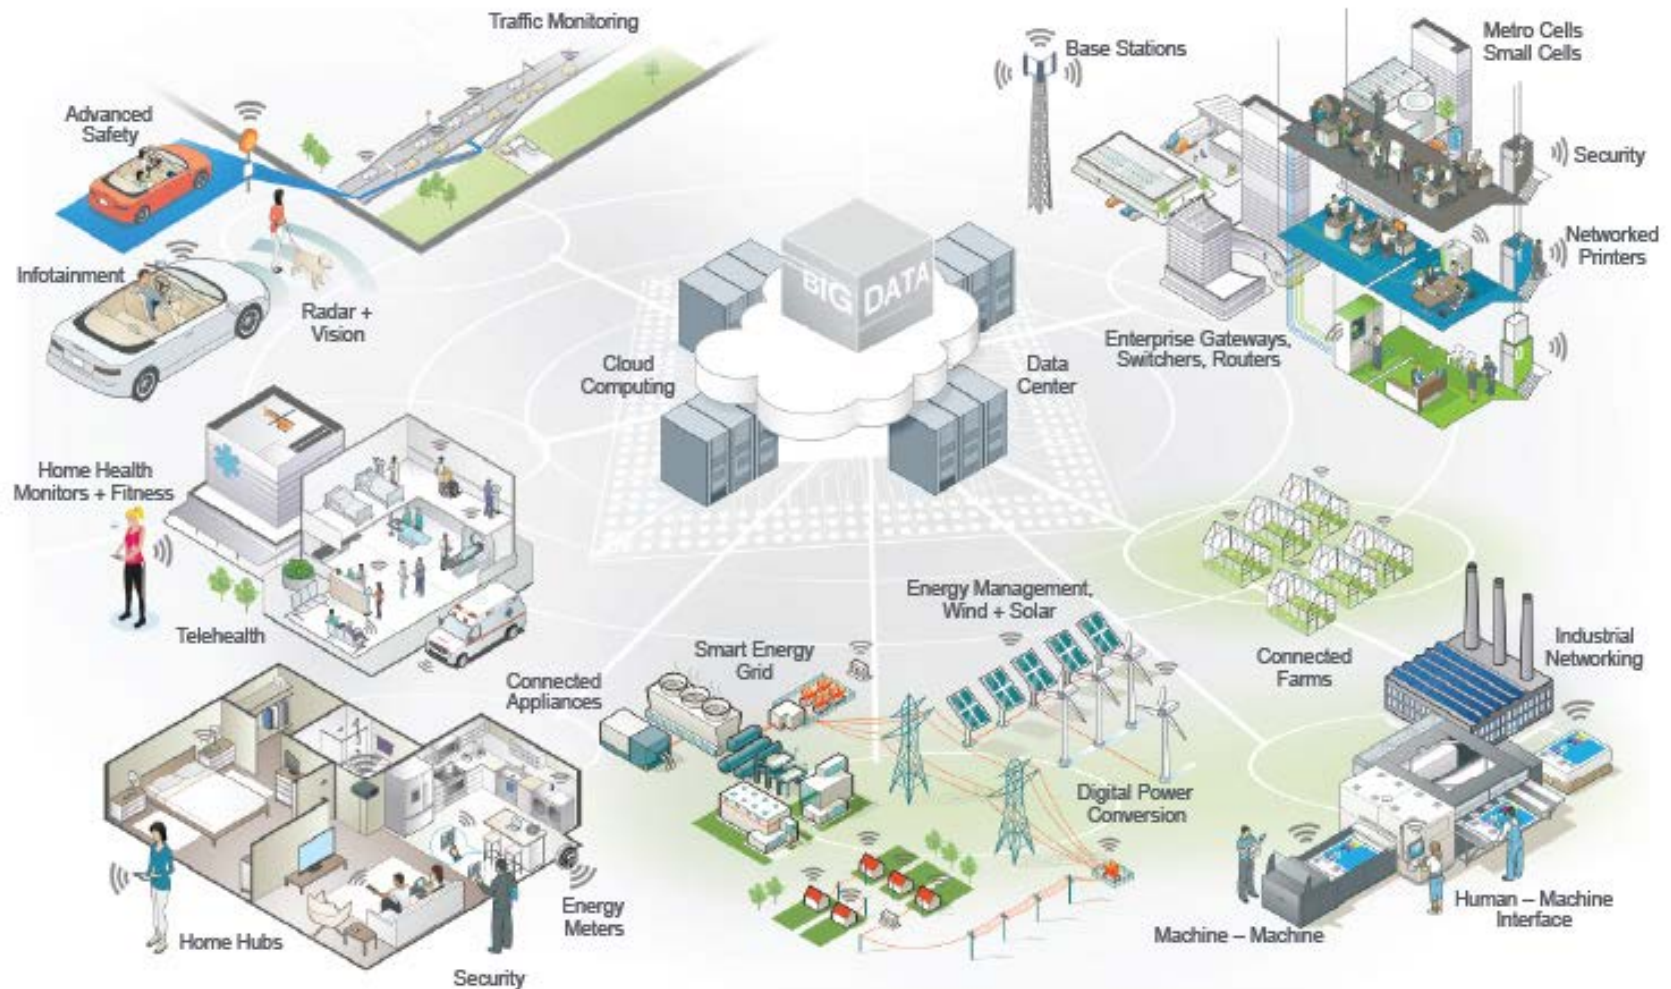 Traffic Monitoring
Base Stations
Metro Cells
Small Cells
Advanced
Safety
Security
Networked
Printers
Infotainment
Radar +
Vision
BIG DATA
Cloud
Computing
Data
Center
Enterprise Gateways,
Switchers, Routers
Home Health
Monitors + Fitness
Telehealth
Energy Management,
Wind + Solar
Smart Energy
Grid
Connected
Appliances
Connected
Farms
Industrial
Networking
Digital Power
Conversion
Energy
Meters
Home Hubs
Security
Machine – Machine
Human – Machine
Interface